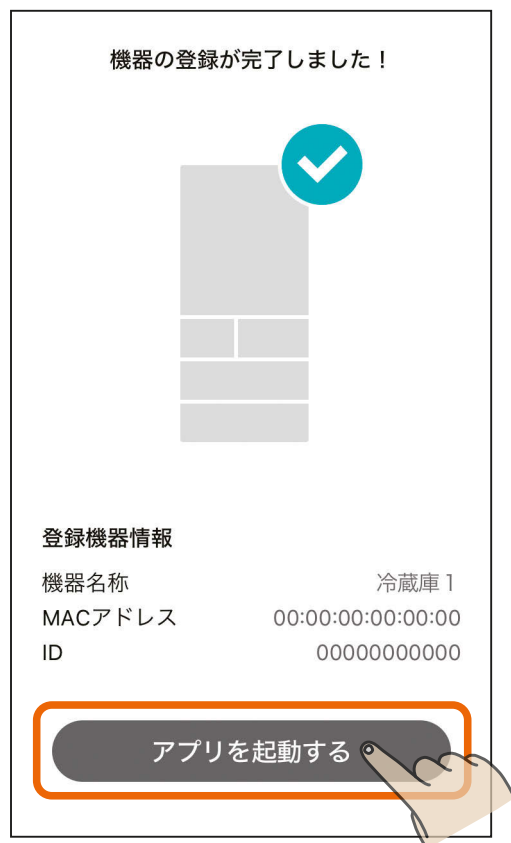 機器の登録が完了しました！
登録機器情報
機器名称 冷蔵庫1
MACアドレス 00:00:00:00:00:00
ID 00000000000
アプリを起動する